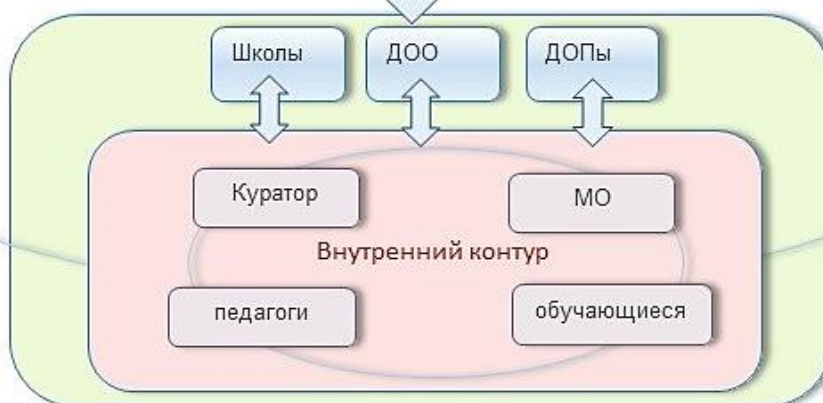 Школы
ДОО
ДОПы
Куратор
МО
Внутренний контур
педагоги
обучающиеся